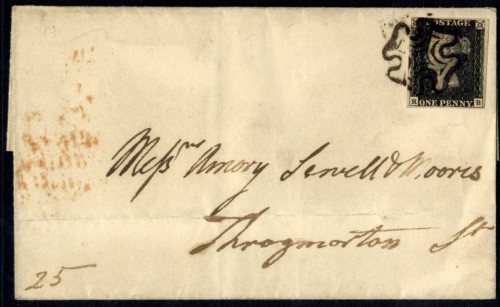 POSTAGE
R B
ONE PENNY
Messrs Amory Sewell & Moores
Throgmorton St
25